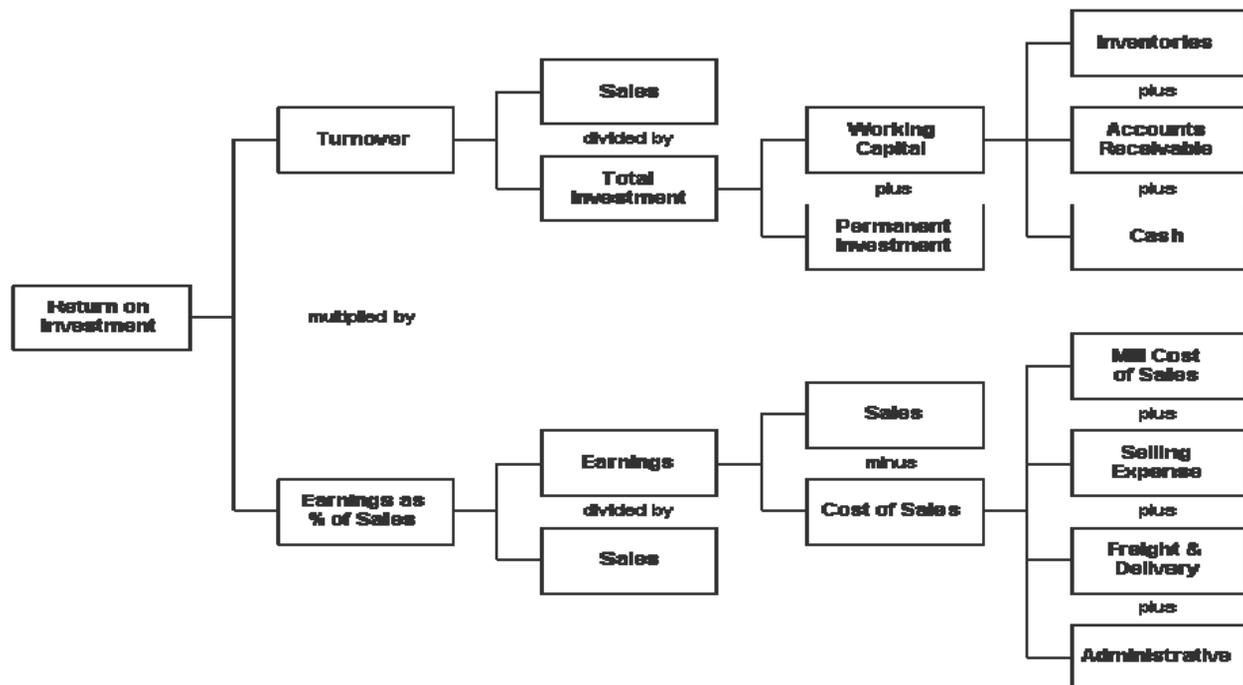 Inventories
plus
Sales
Turnover
divided by
Working
Capital
Accounts
Receivable
Total
Investment
plus
plus
Permanent
Investment
Cash
Return on
Investment
multiplied by
Mill Cost
of Sales
Sales
plus
Earnings
minus
Selling
Expense
Earnings as
% of Sales
divided by
Cost of Sales
plus
Sales
Freight &
Delivery
plus
Administrative